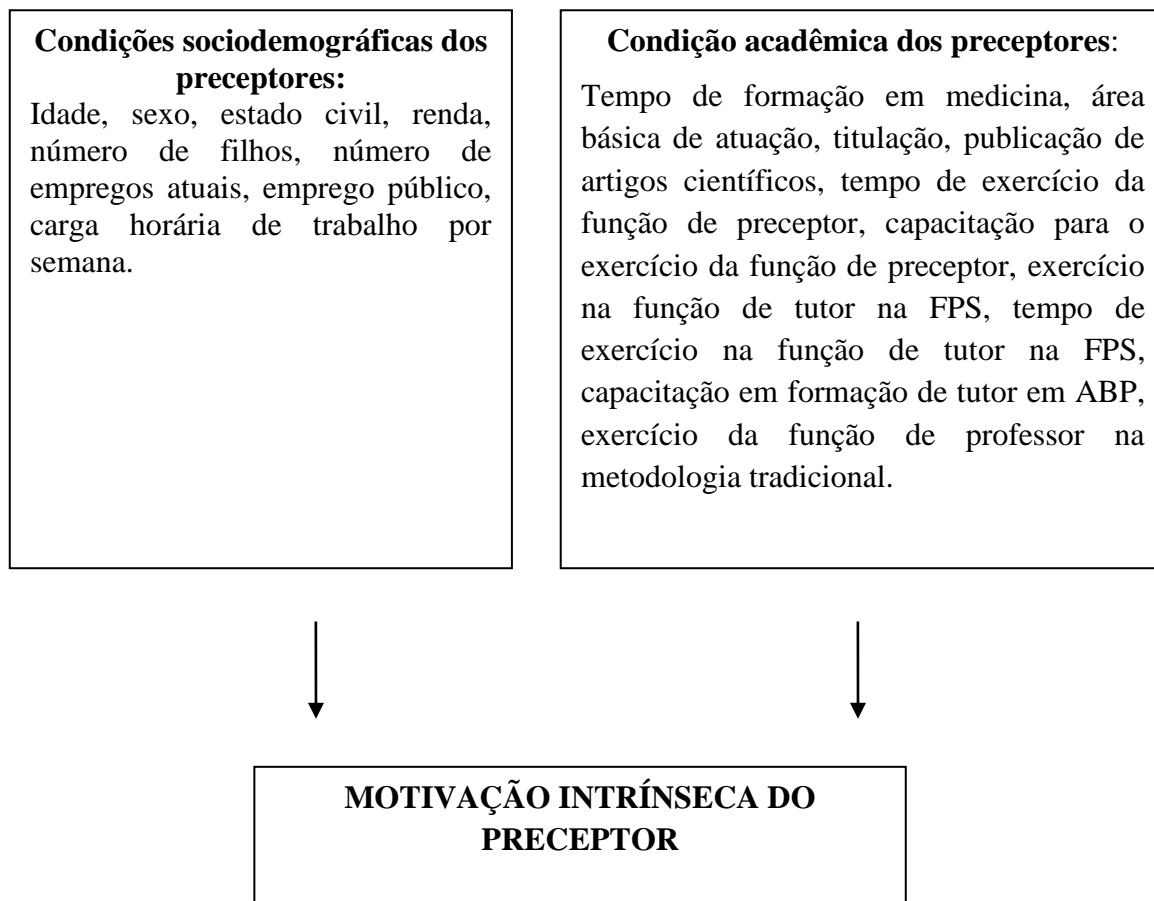 Condições sociodemográficas dos
preceptores:
Idade, sexo, estado civil, renda,
número de filhos, número de
empregos atuais, emprego público,
carga horária de trabalho por
semana.
Condição acadêmica dos preceptores:
Tempo de formação em medicina, área
básica de atuação, titulação, publicação de
artigos científicos, tempo de exercício da
função de preceptor, capacitação para o
exercício da função de preceptor, exercício
na função de tutor na FPS, tempo de
exercício na função de tutor na FPS,
capacitação em formação de tutor em ABP,
exercício da função de professor na
metodologia tradicional.
MOTIVAÇÃO INTRÍNSECA DO
PRECEPTOR